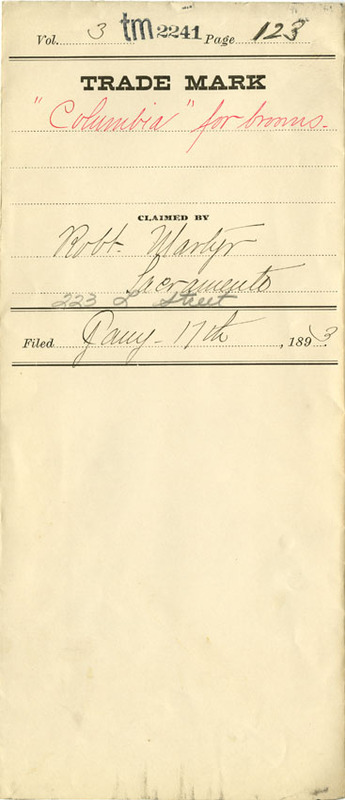 Vol. 3 tm 2241 Page 123
TRADE MARK
"Columbia" for brooms.
CLAIMED BY
Robt. Martyr
Sacramento
223 L Street
Filed Jany - 17th, 1893.